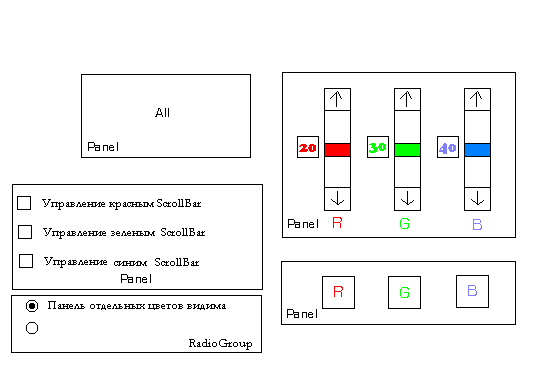 All
Panel
20
30
40
Panel
R
G
B
Управление красным ScrollBar
Управление зеленым ScrollBar
Управление синим ScrollBar
Panel
R
G
B
Panel
Панель отдельных цветов видима
RadioGroup